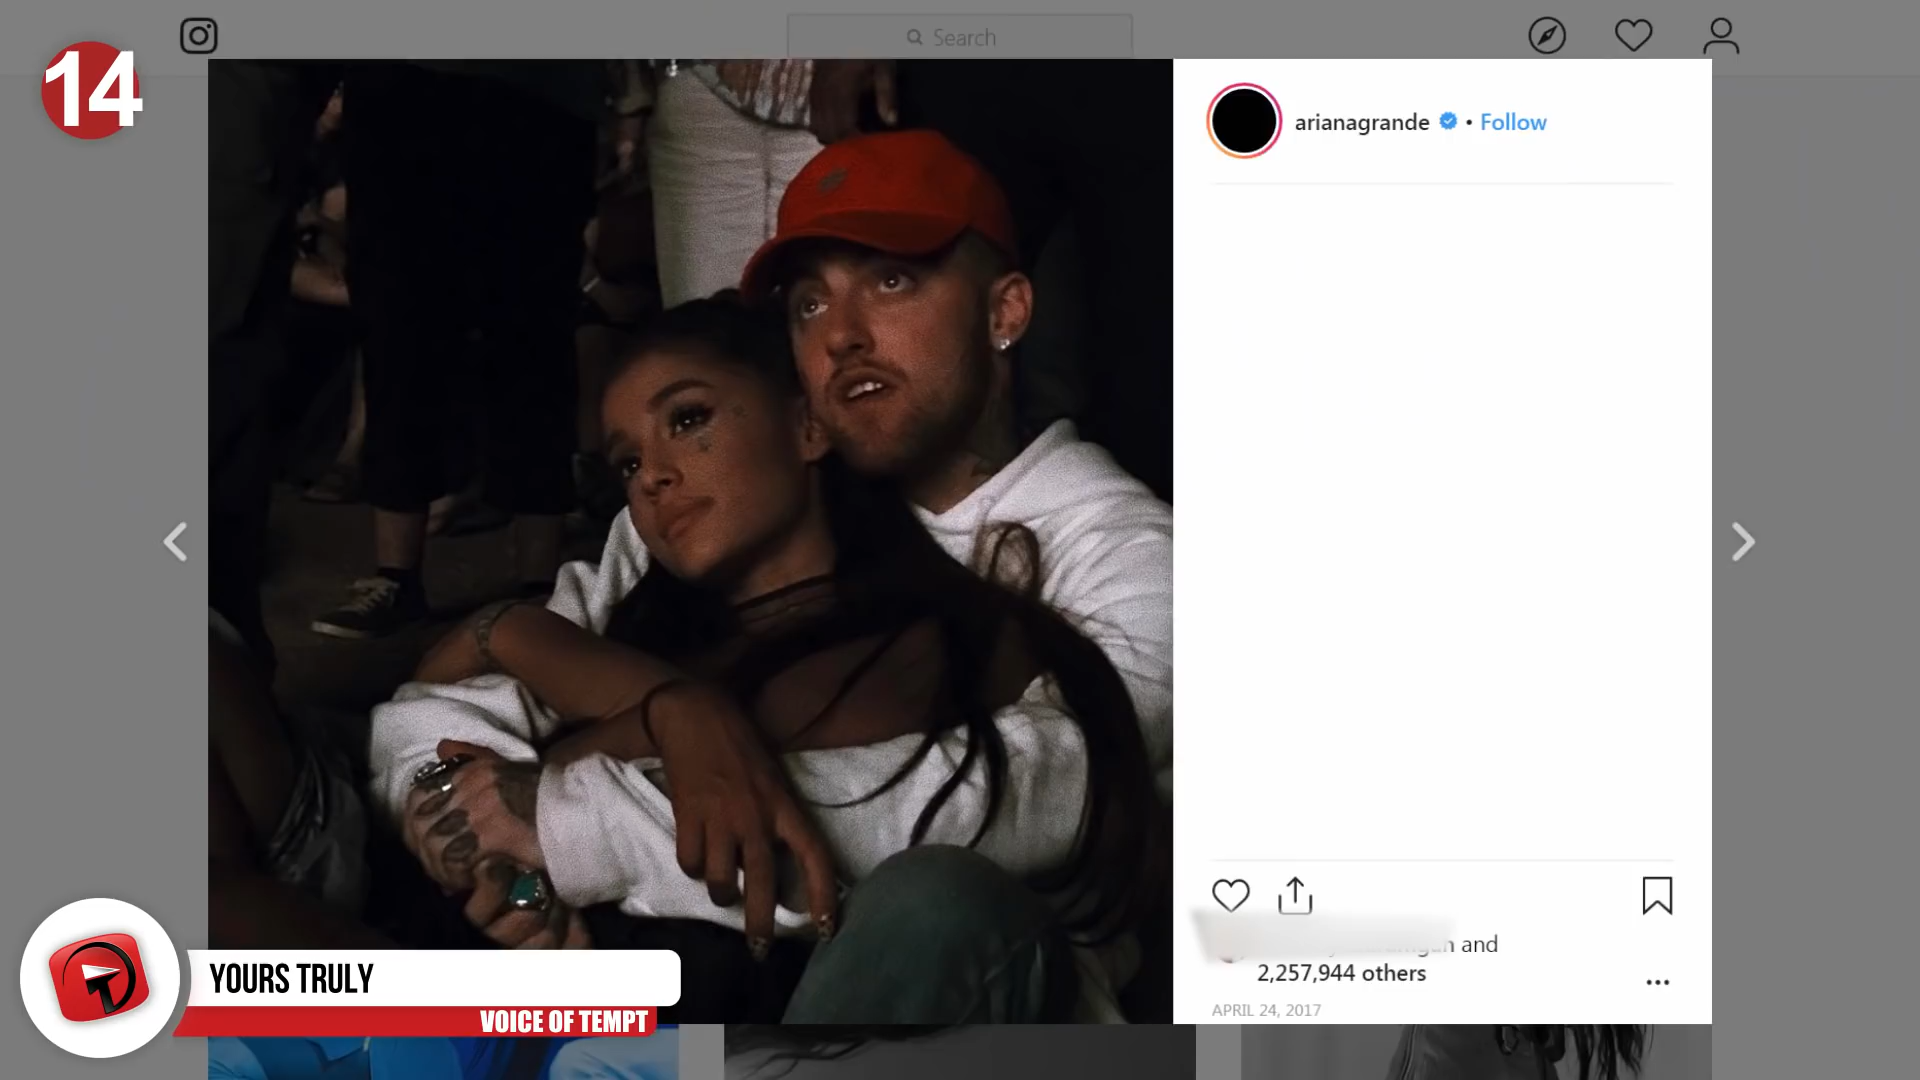 14
Search
arianagrande • Follow
and
2,257,944 others
APRIL 24, 2017
YOURS TRULY
VOICE OF TEMPT